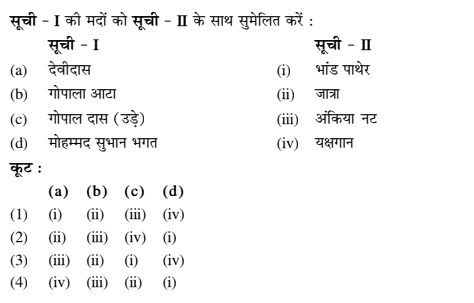 सूची - I की मदों को सूची - II के साथ सुमेलित करें :
सूची - I सूची - II
(a) देवीदास (i) भांड पाथेर
(b) गोपाला आटा (ii) जात्रा
(c) गोपाल दास (उड़े) (iii) अंकिया नट
(d) मोहम्मद सुभान भगत (iv) यक्षगान
कूट :
(a) (b) (c) (d)
(1) (i) (ii) (iii) (iv)
(2) (ii) (iii) (iv) (i)
(3) (iii) (ii) (i) (iv)
(4) (iv) (iii) (ii) (i)